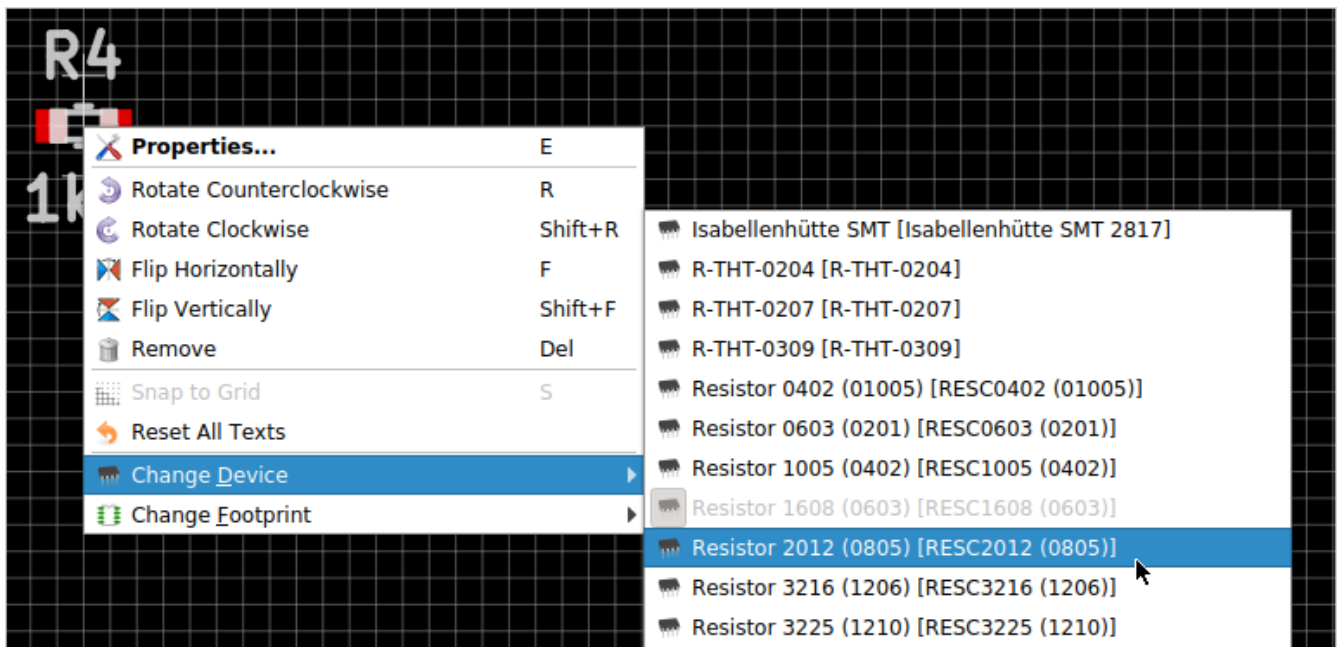 R4
1k
Properties... E
Rotate Counterclockwise R
Rotate Clockwise Shift+R
Flip Horizontally F
Flip Vertically Shift+F
Remove Del
Snap to Grid S
Reset All Texts
Change Device
Change Footprint
Isabellenhütte SMT [Isabellenhütte SMT 2817]
R-THT-0204 [R-THT-0204]
R-THT-0207 [R-THT-0207]
R-THT-0309 [R-THT-0309]
Resistor 0402 (01005) [RESC0402 (01005)]
Resistor 0603 (0201) [RESC0603 (0201)]
Resistor 1005 (0402) [RESC1005 (0402)]
Resistor 1608 (0603) [RESC1608 (0603)]
Resistor 2012 (0805) [RESC2012 (0805)]
Resistor 3216 (1206) [RESC3216 (1206)]
Resistor 3225 (1210) [RESC3225 (1210)]